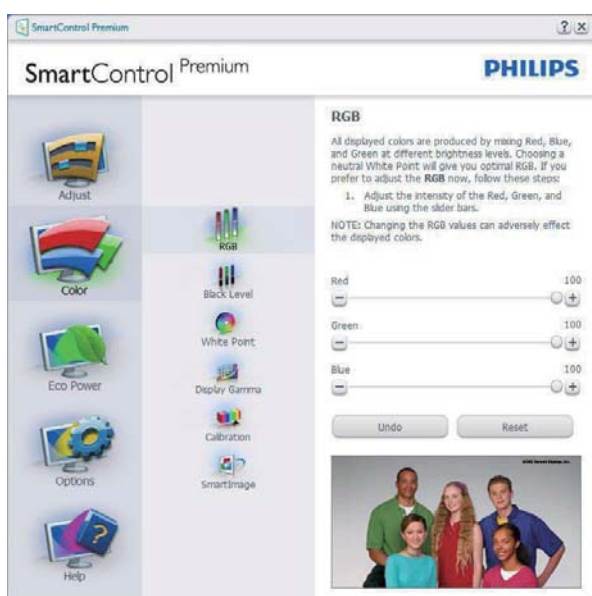 SmartControl Premium
SmartControl Premium
PHILIPS
Adjust
Color
Eco Power
Options
Help
RGB
Black Level
White Point
Display Gamma
Calibration
SmartImage
RGB
All displayed colors are produced by mixing Red, Blue,
and Green at different brightness levels. Choosing a
neutral White Point will give you optimal RGB. If you
prefer to adjust the RGB now, follow these steps:
1. Adjust the intensity of the Red, Green, and
Blue using the slider bars.
NOTE: Changing the RGB values can adversely effect
the displayed colors.
Red 100
Green 100
Blue 100
Undo Reset